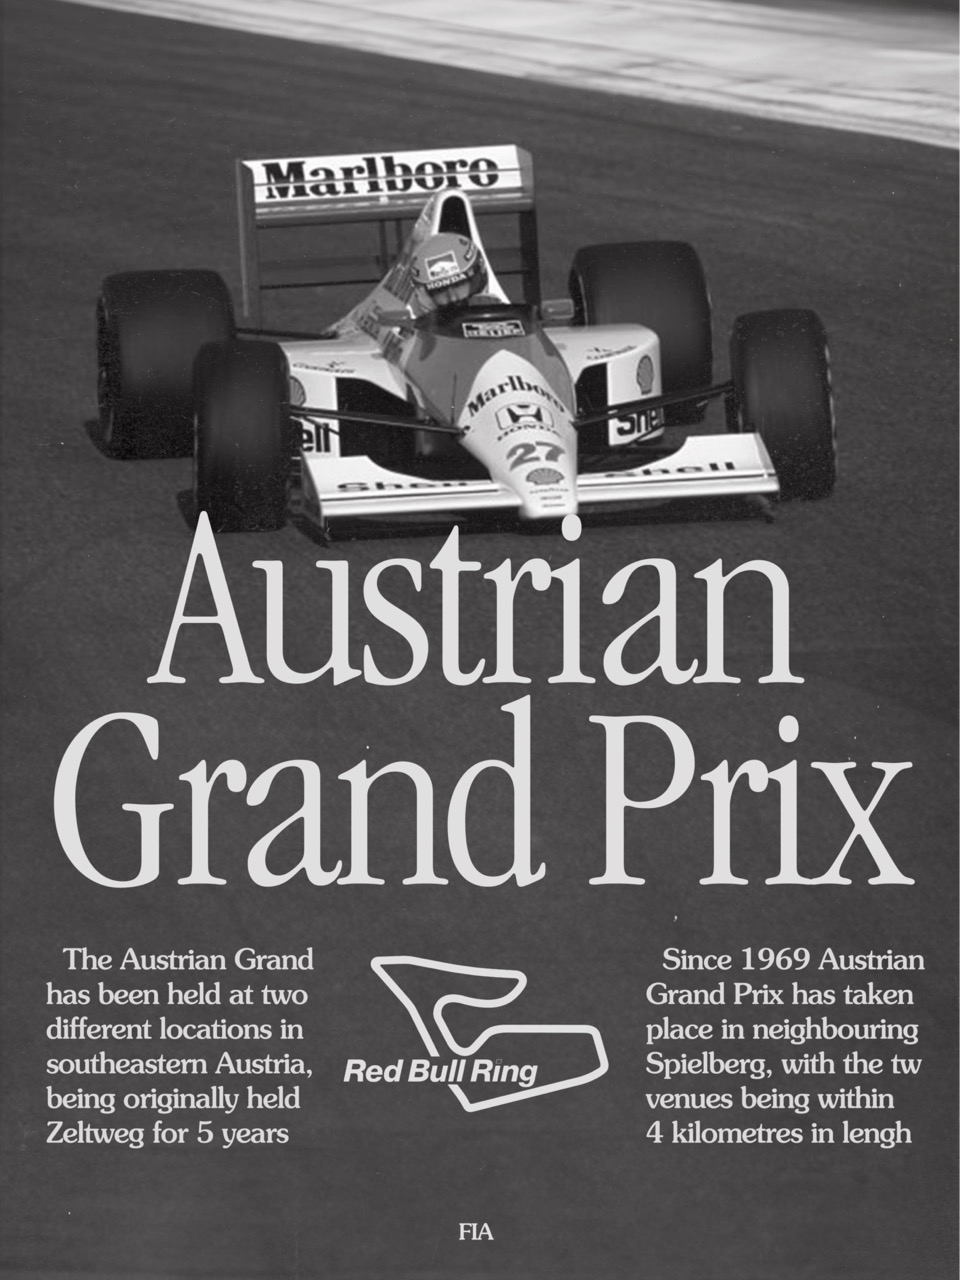 Marlboro
HONDA
Marlboro
HONDA
27
Shell
Shell
Shell
Austrian
Grand Prix
The Austrian Grand
has been held at two
different locations in
southeastern Austria,
being originally held
Zeltweg for 5 years
Red Bull Ring
Since 1969 Austrian
Grand Prix has taken
place in neighbouring
Spielberg, with the tw
venues being within
4 kilometres in lengh
FIA